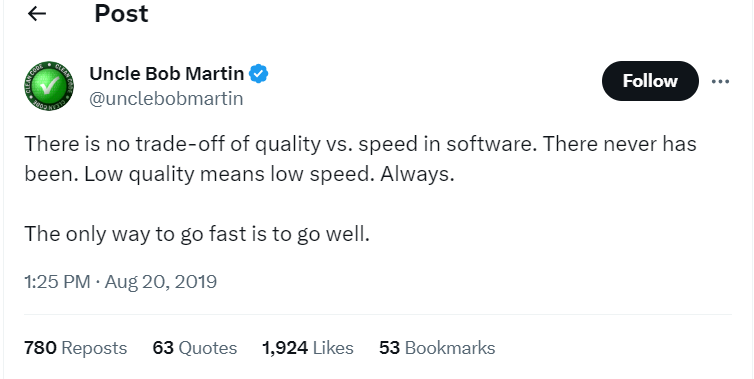 Post
Uncle Bob Martin
@unclebobmartin
Follow
There is no trade-off of quality vs. speed in software. There never has
been. Low quality means low speed. Always.
The only way to go fast is to go well.
1:25 PM · Aug 20, 2019
780 Reposts 63 Quotes 1,924 Likes 53 Bookmarks